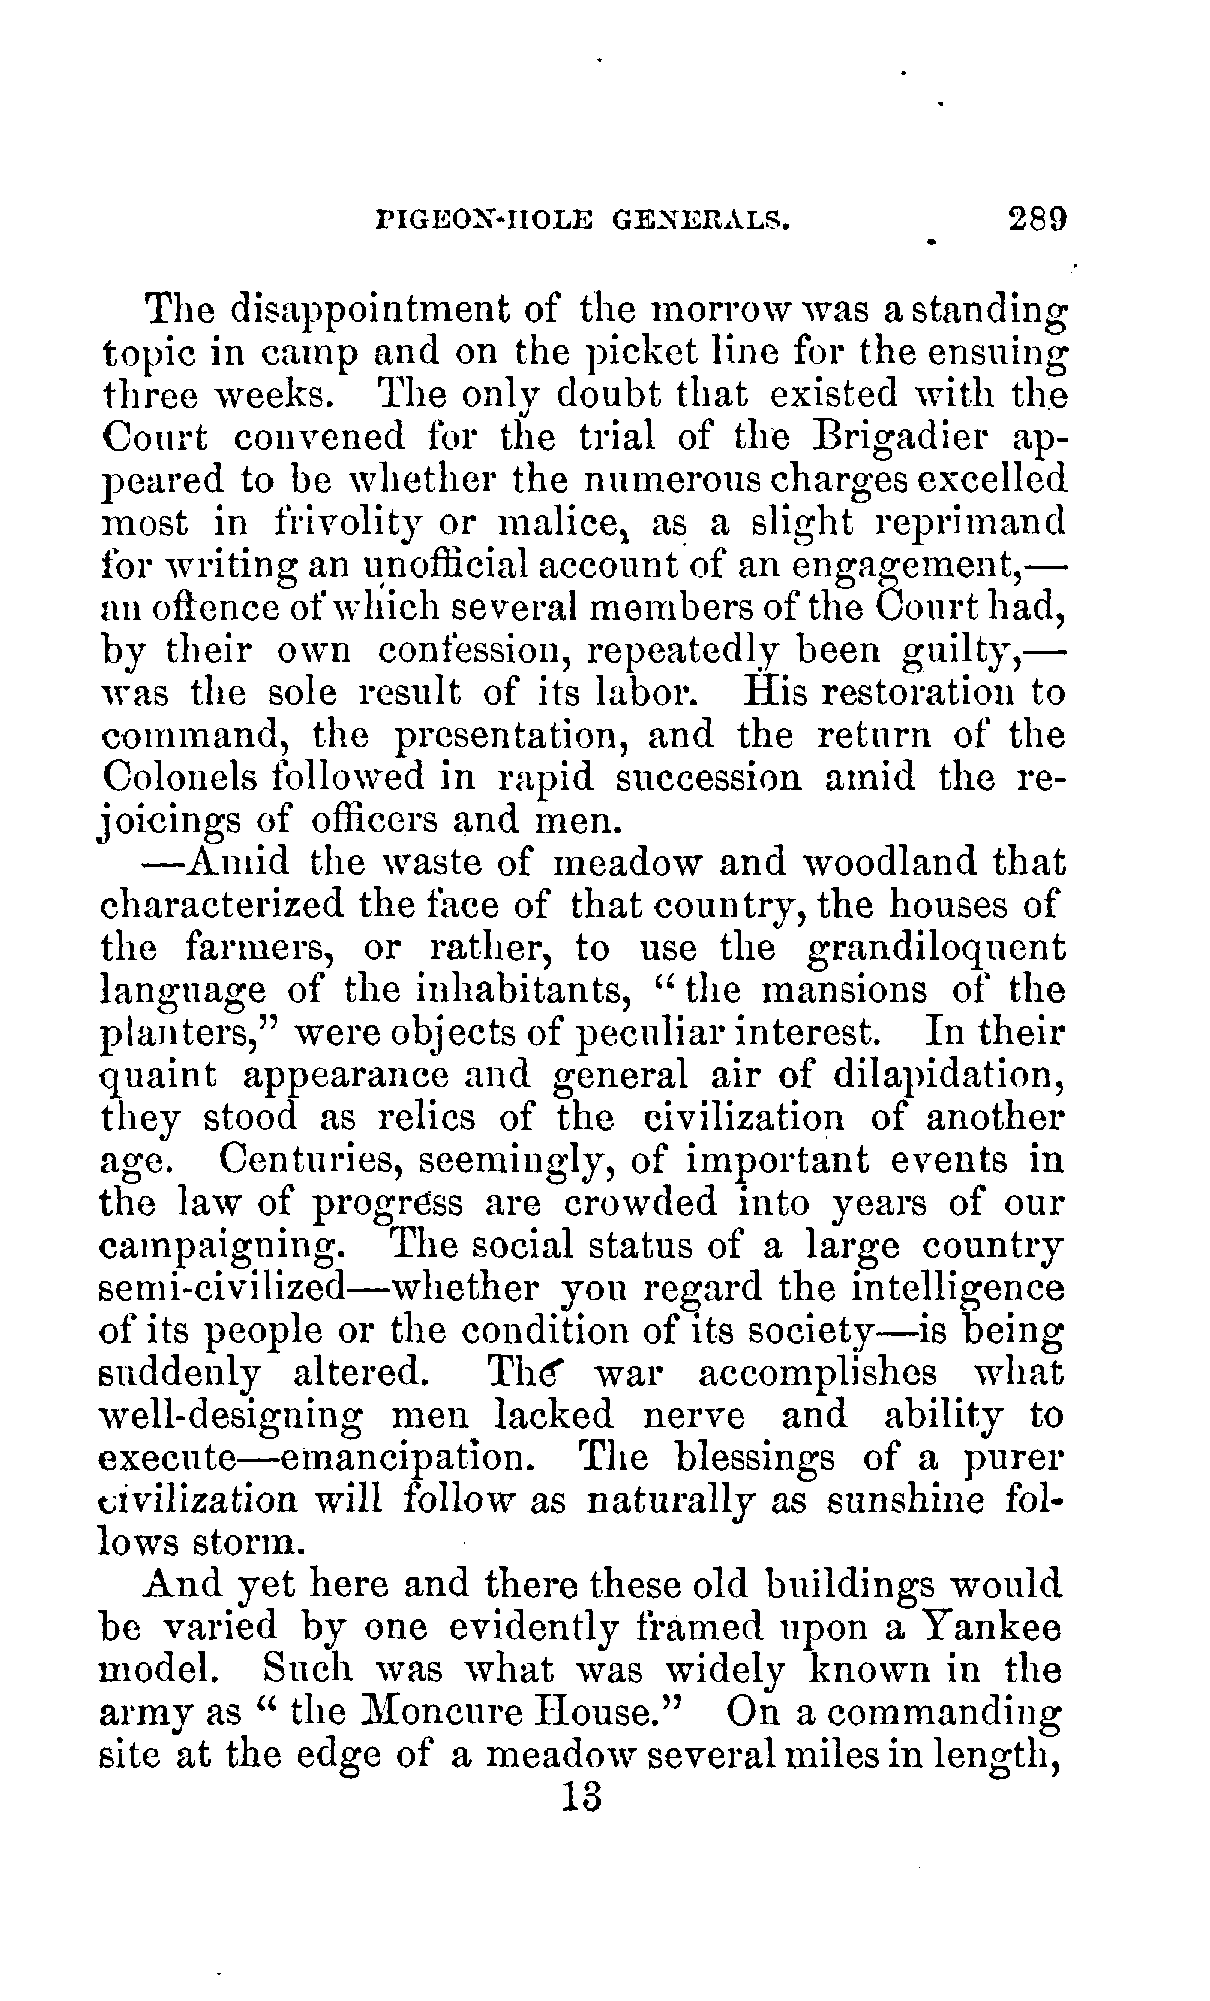 PIGEON-HOLE GENERALS. 289
The disappointment of the morrow was a standing
topic in camp and on the picket line for the ensuing
three weeks. The only doubt that existed with the
Court convened for the trial of the Brigadier ap-
peared to be whether the numerous charges excelled
most in frivolity or malice, as a slight reprimand
for writing an unofficial account of an engagement,—
an offence of which several members of the Court had,
by their own confession, repeatedly been guilty,—
was the sole result of its labor. His restoration to
command, the presentation, and the return of the
Colonels followed in rapid succession amid the re-
joicings of officers and men.
—Amid the waste of meadow and woodland that
characterized the face of that country, the houses of
the farmers, or rather, to use the grandiloquent
language of the inhabitants, “ the mansions of the
planters,” were objects of peculiar interest. In their
quaint appearance and general air of dilapidation,
they stood as relics of the civilization of another
age. Centuries, seemingly, of important events in
the law of progress are crowded into years of our
campaigning. The social status of a large country
semi-civilized—whether you regard the intelligence
of its people or the condition of its society—is being
suddenly altered. The war accomplishes what
well-designing men lacked nerve and ability to
execute—emancipation. The blessings of a purer
civilization will follow as naturally as sunshine fol-
lows storm.
And yet here and there these old buildings would
be varied by one evidently framed upon a Yankee
model. Such was what was widely known in the
army as “ the Moncure House.” On a commanding
site at the edge of a meadow several miles in length,
13